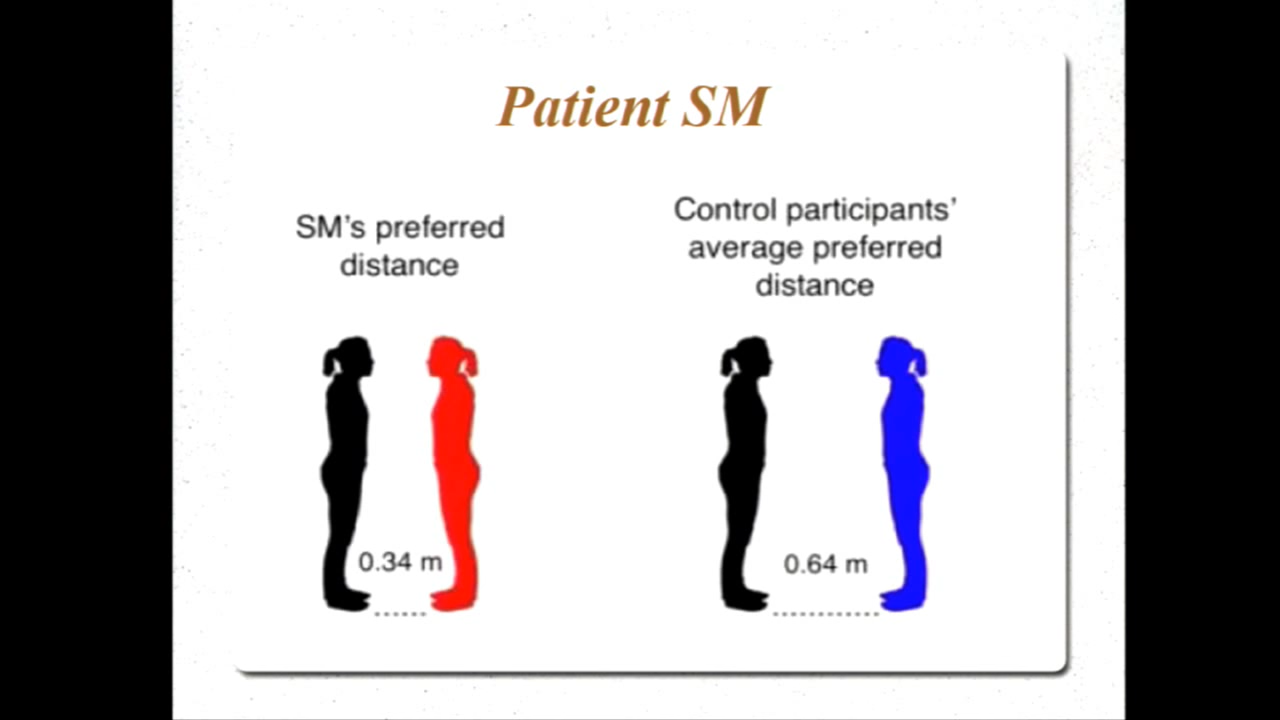 Patient SM
SM's preferred
distance
Control participants'
average preferred
distance
0.34 m
0.64 m